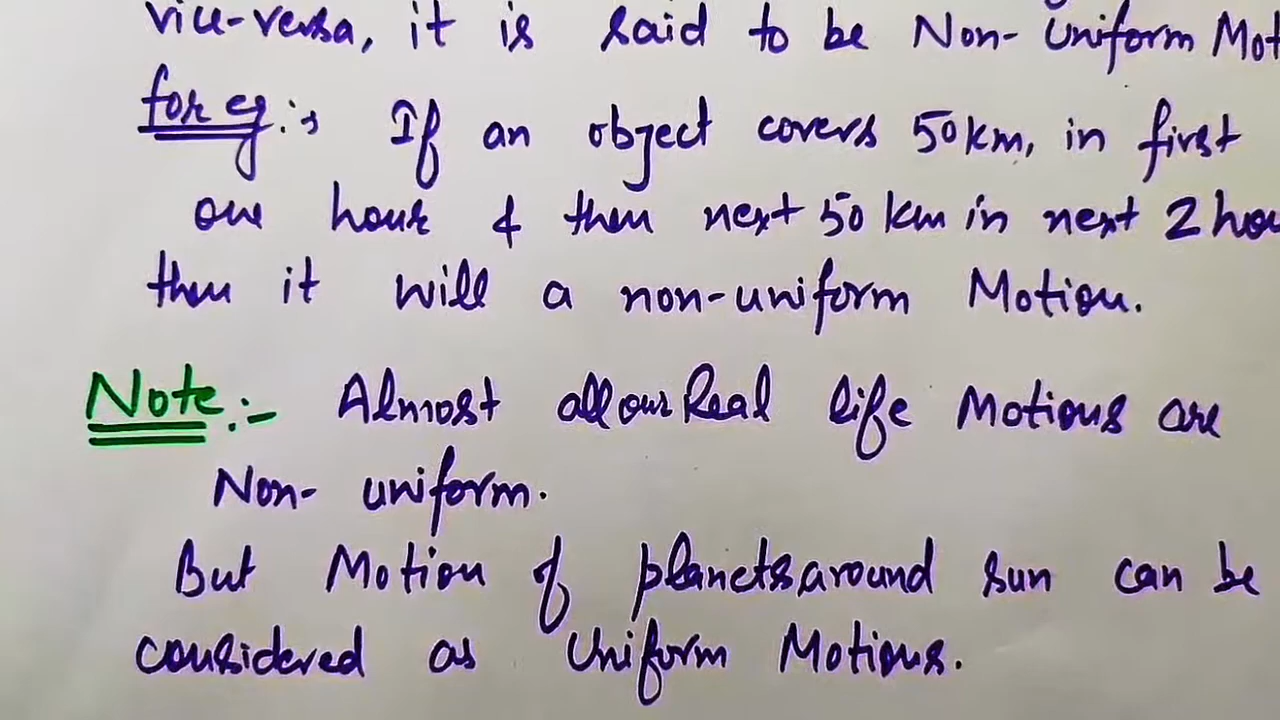 vice-versa, it is said to be Non-Uniform Mot
for eg:→ If an object covers 50km, in first
one hour & then next 50 km in next 2 hou
then it will a non-uniform Motion.
Note:- Almost all our Real life Motions are
Non-uniform.
But Motion of planets around sun can be
considered as Uniform Motions.